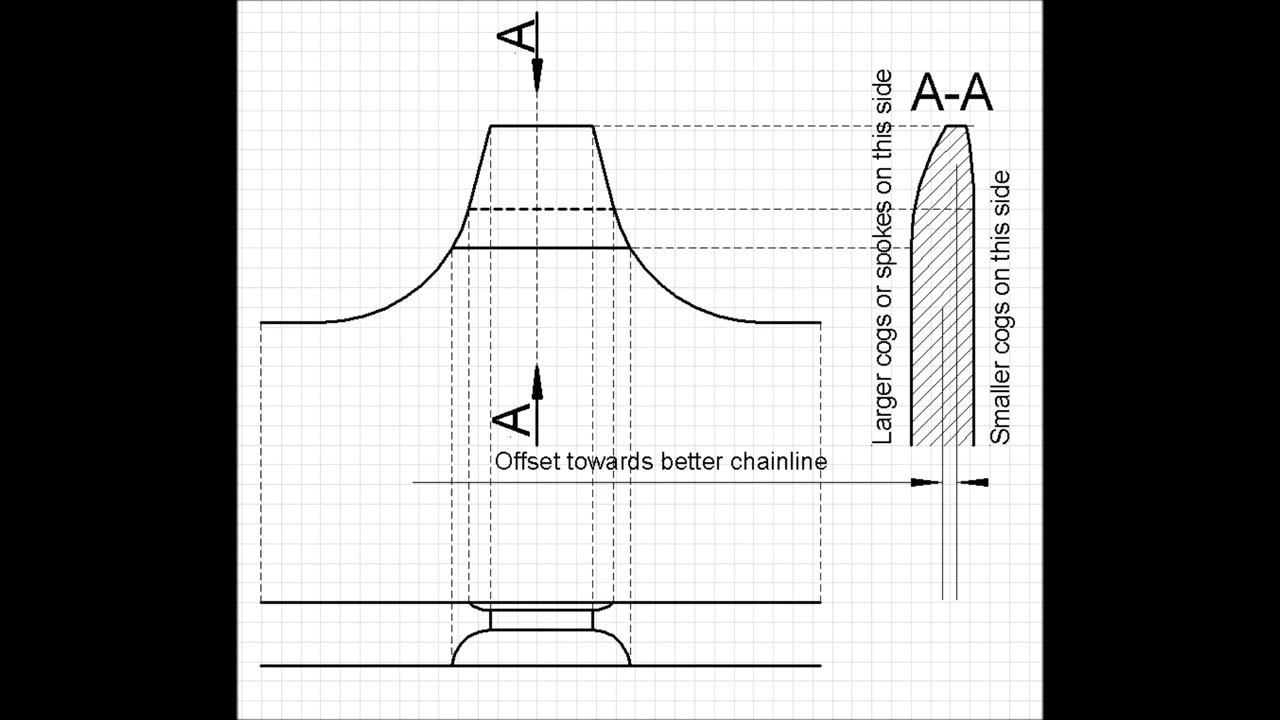 A
A-A
Larger cogs or spokes on this side
Smaller cogs on this side
A
Offset towards better chainline